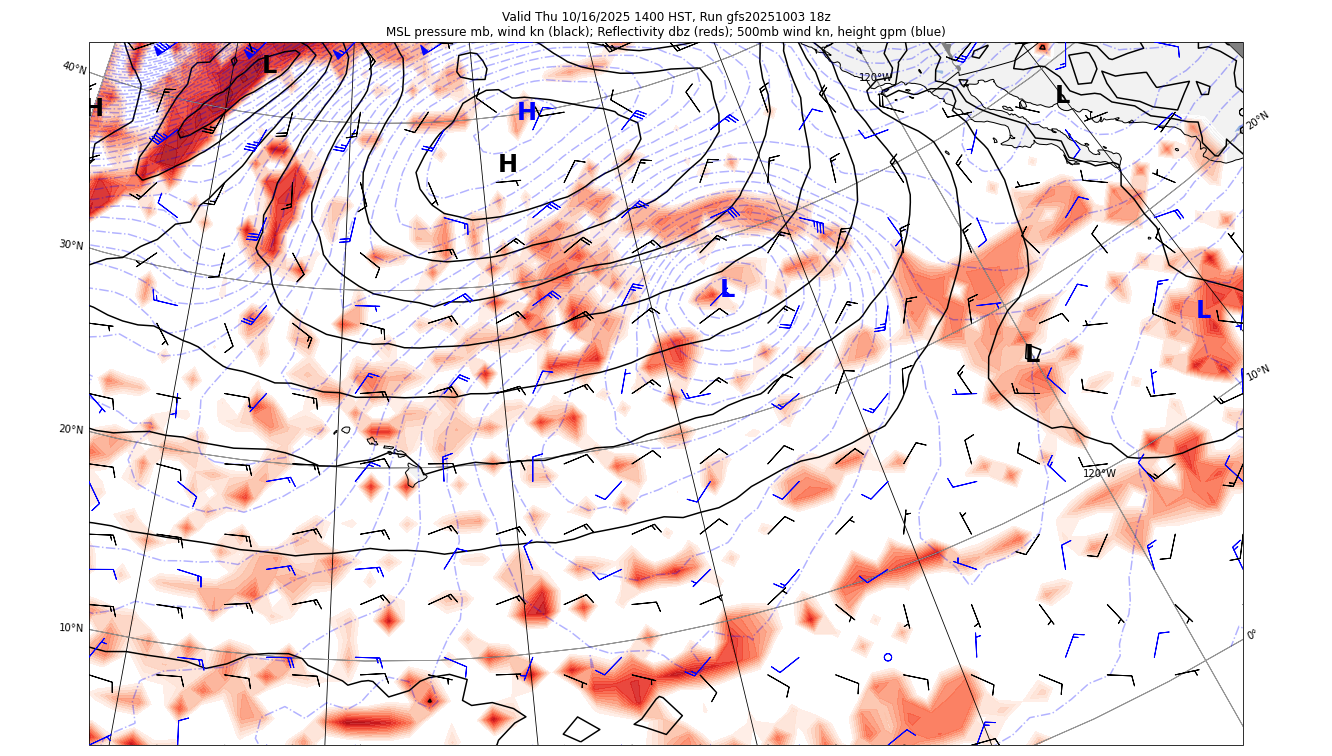 Valid Thu 10/16/2025 1400 HST, Run gfs20251003 18z
MSL pressure mb, wind kn (black); Reflectivity dbz (reds); 500mb wind kn, height gpm (blue)
40°N
L
120°W
L
H
H
20°N
H
30°N
L
L
L
10°N
20°N
120°W
10°N
0°